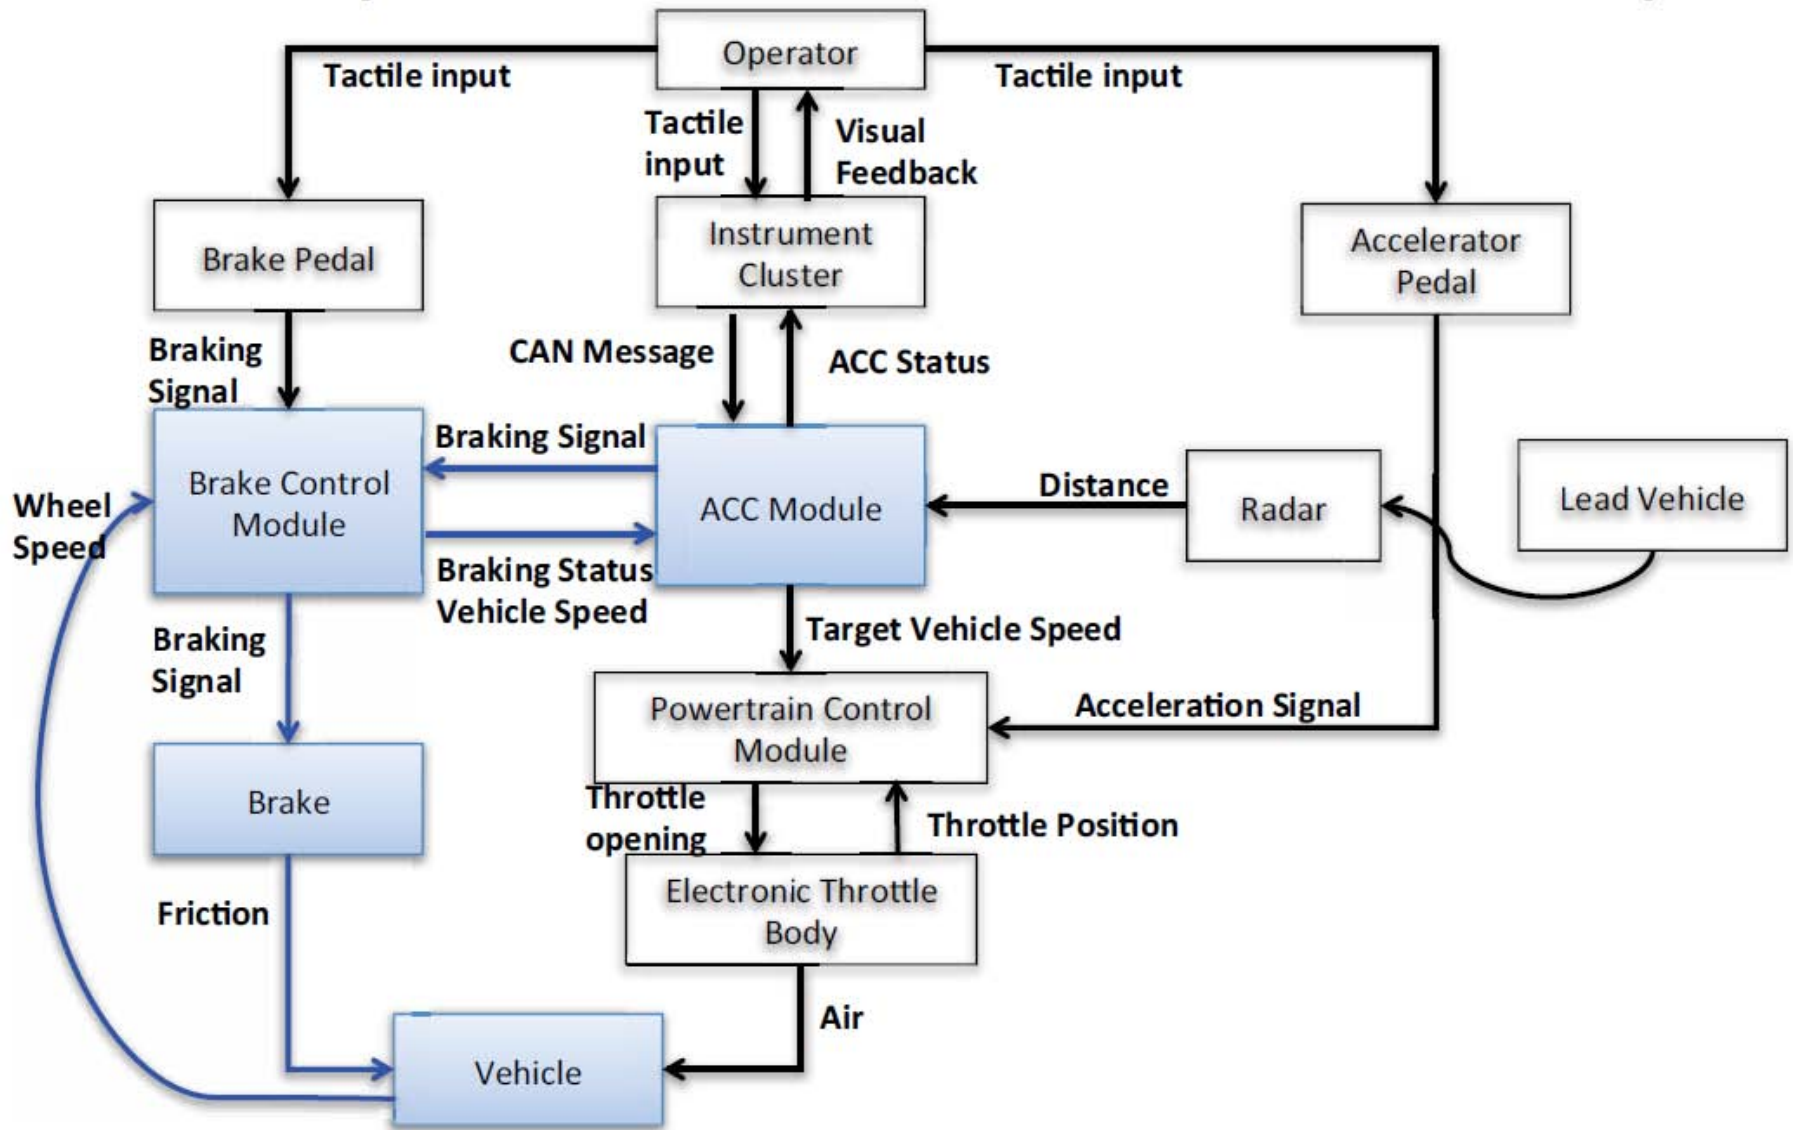 Operator
Tactile input
Tactile input
Tactile
input
Visual
Feedback
Brake Pedal
Instrument
Cluster
Accelerator
Pedal
Braking
Signal
CAN Message
ACC Status
Braking Signal
Wheel
Speed
Brake Control
Module
ACC Module
Distance
Radar
Lead Vehicle
Braking Status
Vehicle Speed
Braking
Signal
Target Vehicle Speed
Powertrain Control
Module
Acceleration Signal
Brake
Throttle
opening
Throttle Position
Electronic Throttle
Body
Friction
Air
Vehicle